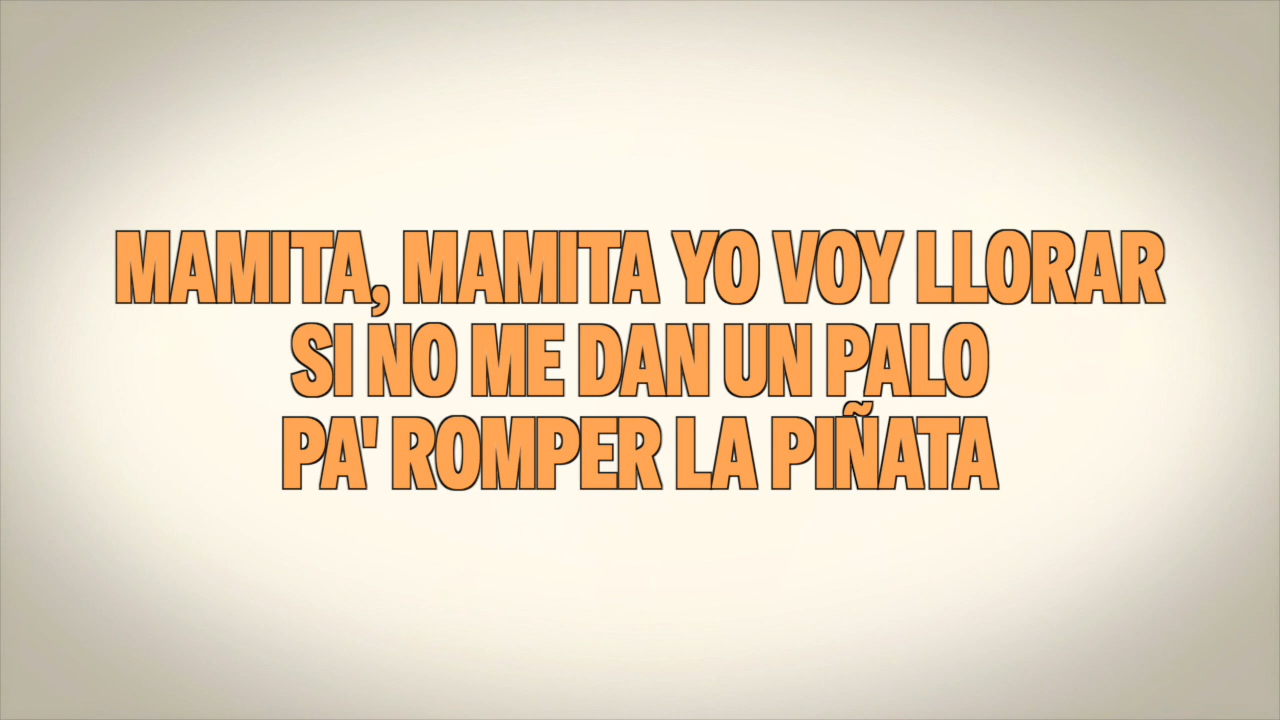 MAMITA, MAMITA YO VOY LLORAR
SI NO ME DAN UN PALO
PA' ROMPER LA PIÑATA